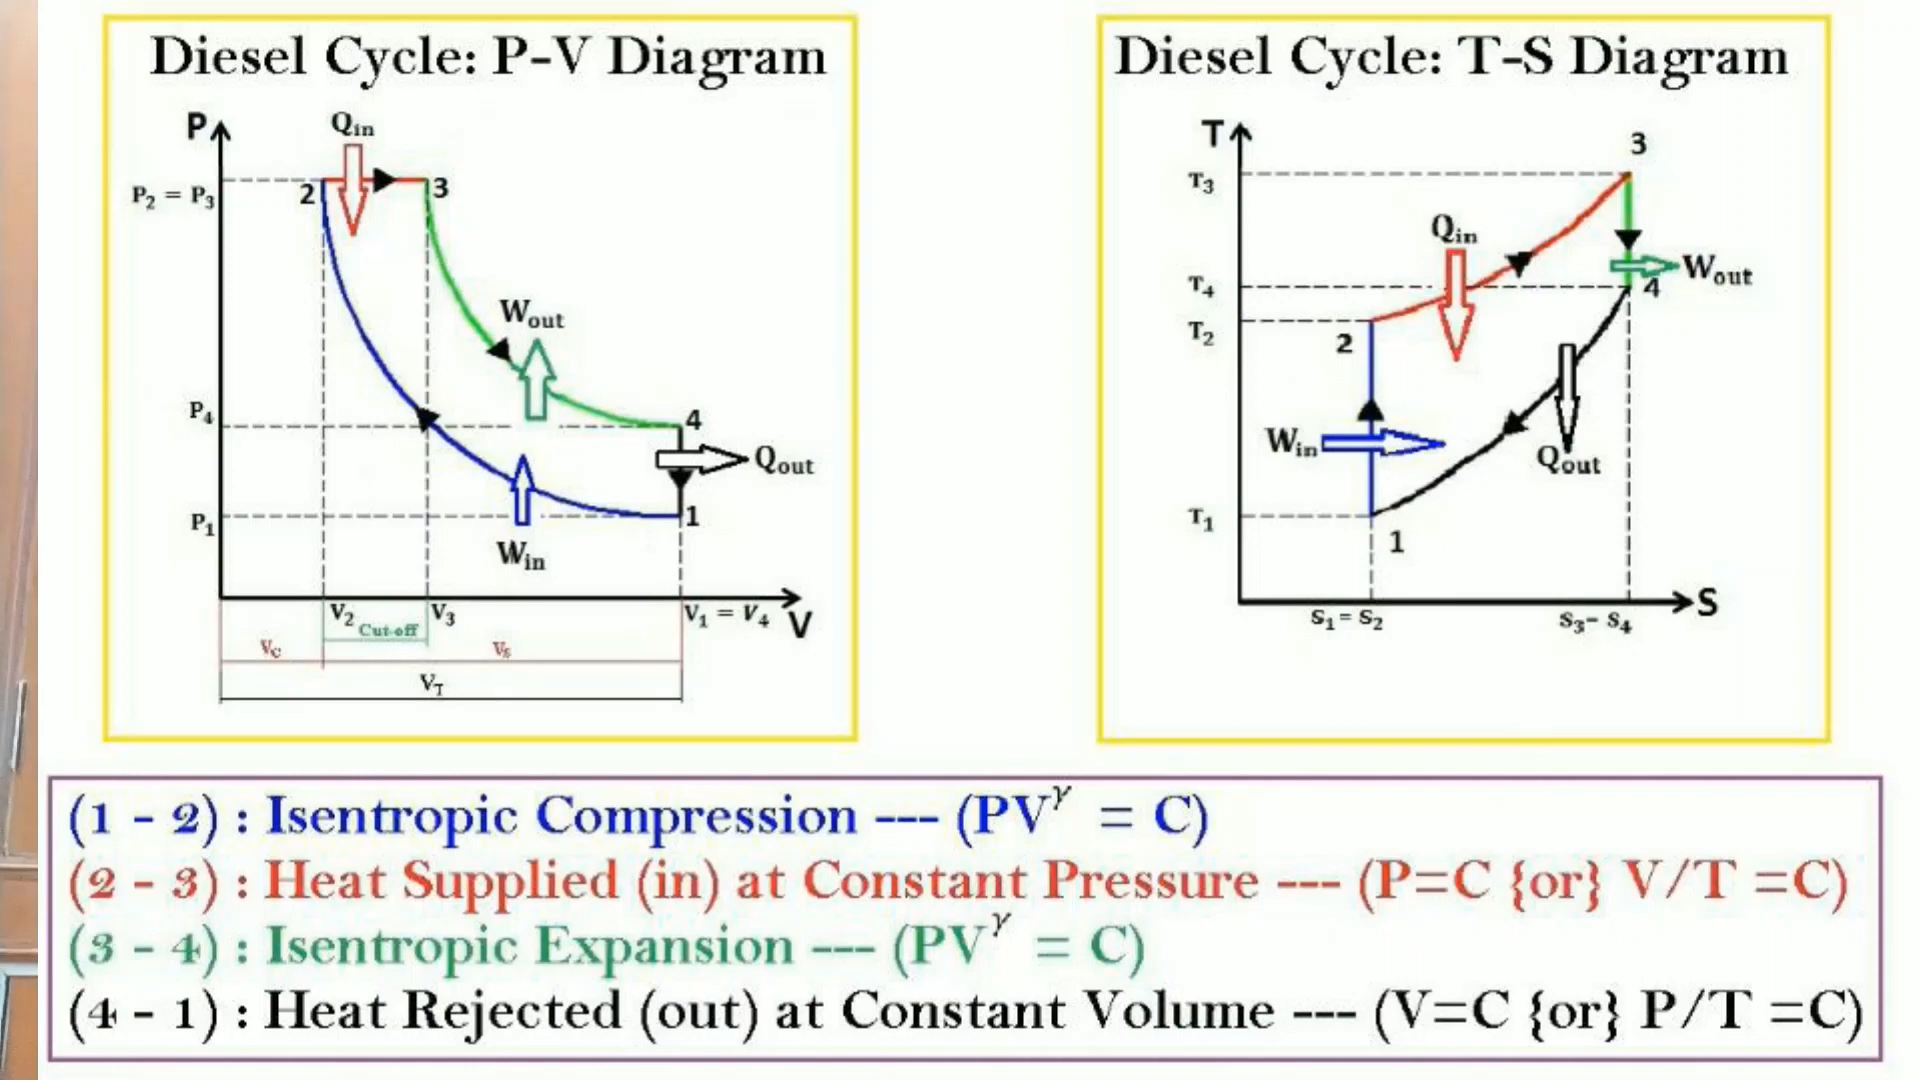 Diesel Cycle: P-V Diagram
P
Qin
P2 = P3
2
3
Wout
P4
4
Qout
P1
1
Win
V2
V3
V1 = V4
V
Cut-off
VC
VS
VT
Diesel Cycle: T-S Diagram
T
3
T3
Qin
Wout
T4
4
T2
2
Win
Qout
T1
1
S
S1 = S2
S3- S4
(1 - 2) : Isentropic Compression --- (PV^γ = C)
(2 - 3) : Heat Supplied (in) at Constant Pressure --- (P=C {or} V/T =C)
(3 - 4) : Isentropic Expansion --- (PV^γ = C)
(4 - 1) : Heat Rejected (out) at Constant Volume --- (V=C {or} P/T =C)